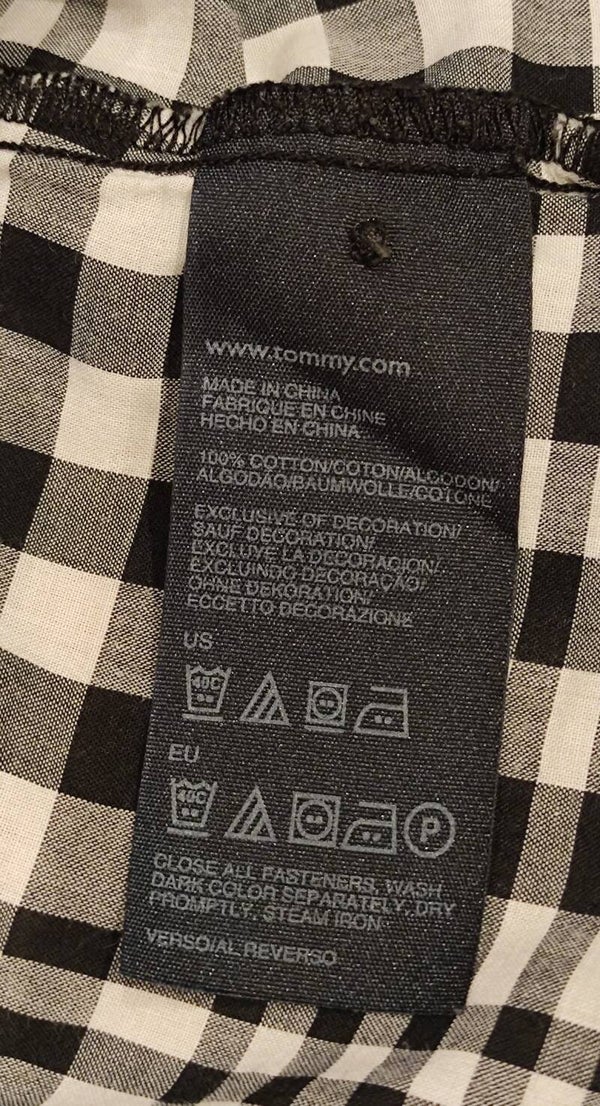 www.tommy.com
MADE IN CHINA
FABRIQUE EN CHINE
HECHO EN CHINA
100% COTTON/COTON/ALGODON/
ALGODÃO/BAUMWOLLE/COTONE
EXCLUSIVE OF DECORATION/
SAUF DECORATION/
EXCLUYE LA DECORACION/
EXCLUINDO DECORAÇÃO/
OHNE DEKORATION/
ECCETTO DECORAZIONE
US
40C
EU
40C
P
CLOSE ALL FASTENERS, WASH
DARK COLOR SEPARATELY, DRY
PROMPTLY, STEAM IRON
VERSO/AL REVERSO